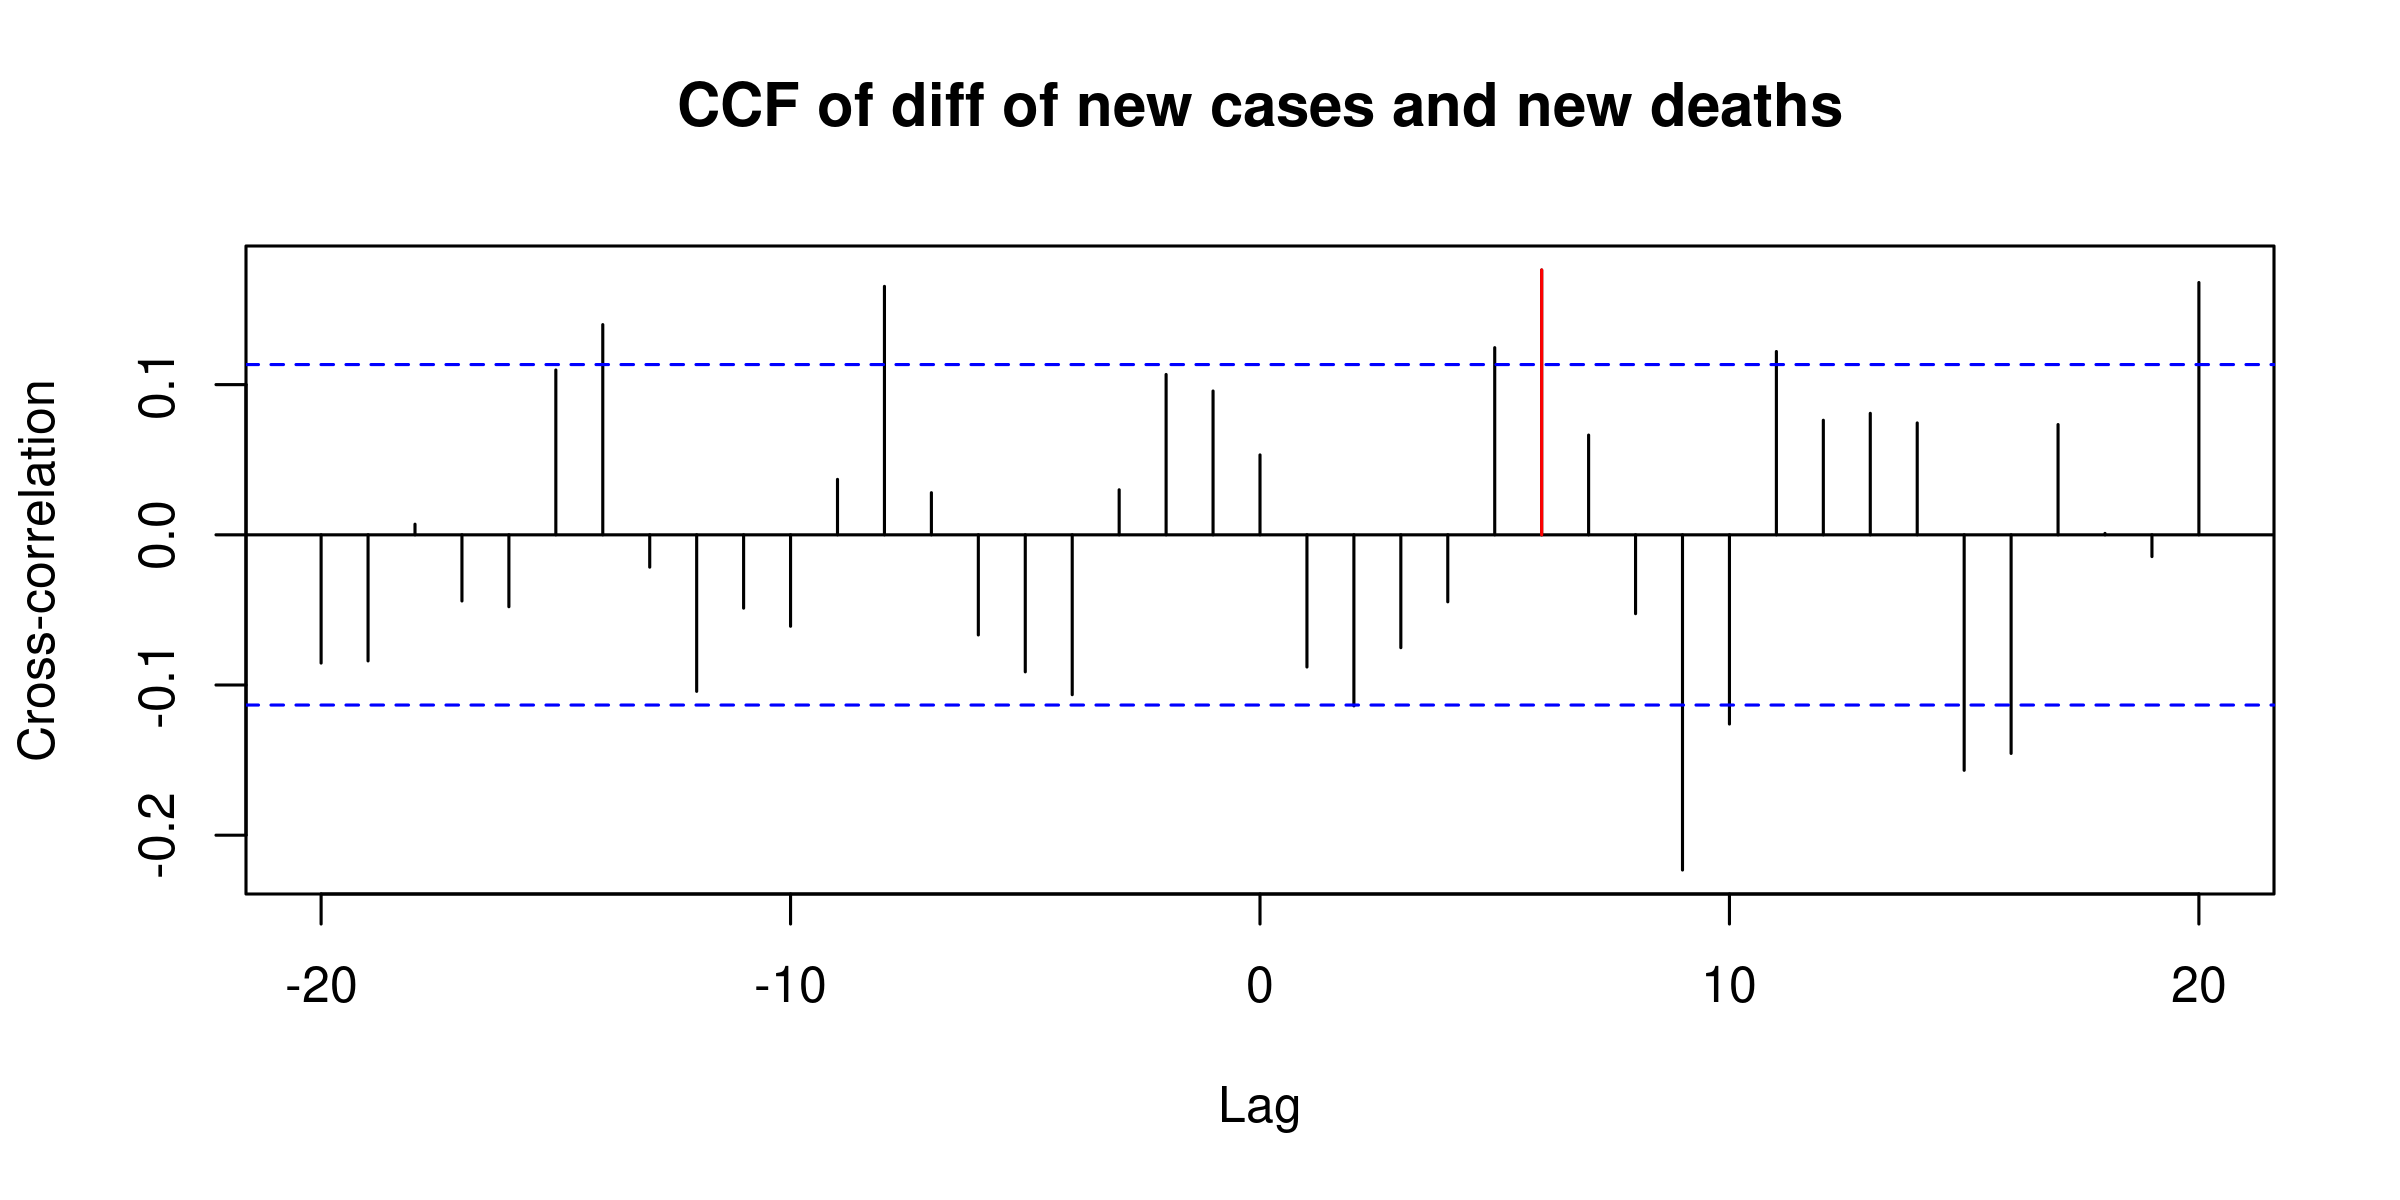 CCF of diff of new cases and new deaths
Cross-correlation
0.1
0.0
-0.1
-0.2
-20 -10 0 10 20
Lag